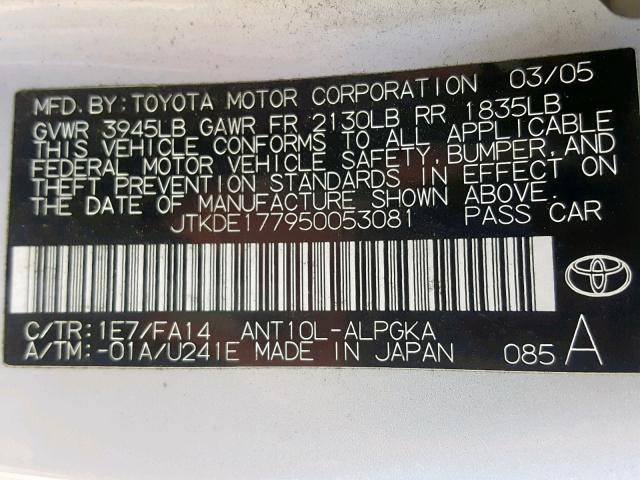 MFD. BY: TOYOTA MOTOR CORPORATION 03/05
GVWR 3945LB GAWR FR 2130LB RR 1835LB
THIS VEHICLE CONFORMS TO ALL APPLICABLE
FEDERAL MOTOR VEHICLE SAFETY, BUMPER, AND
THEFT PREVENTION STANDARDS IN EFFECT ON
THE DATE OF MANUFACTURE SHOWN ABOVE.
JTKDE177950053081 PASS CAR
C/TR: 1E7/FA14 ANT10L-ALPGKA
A/TM: -01A/U241E MADE IN JAPAN 085 A